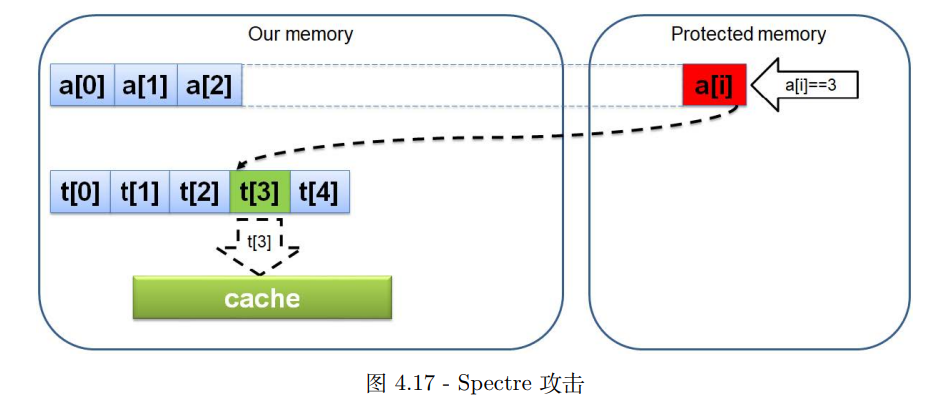 Our memory
Protected memory
a[0] a[1] a[2]
a[i]
a[i]==3
t[0] t[1] t[2] t[3] t[4]
t[3]
cache
图 4.17 - Spectre 攻击